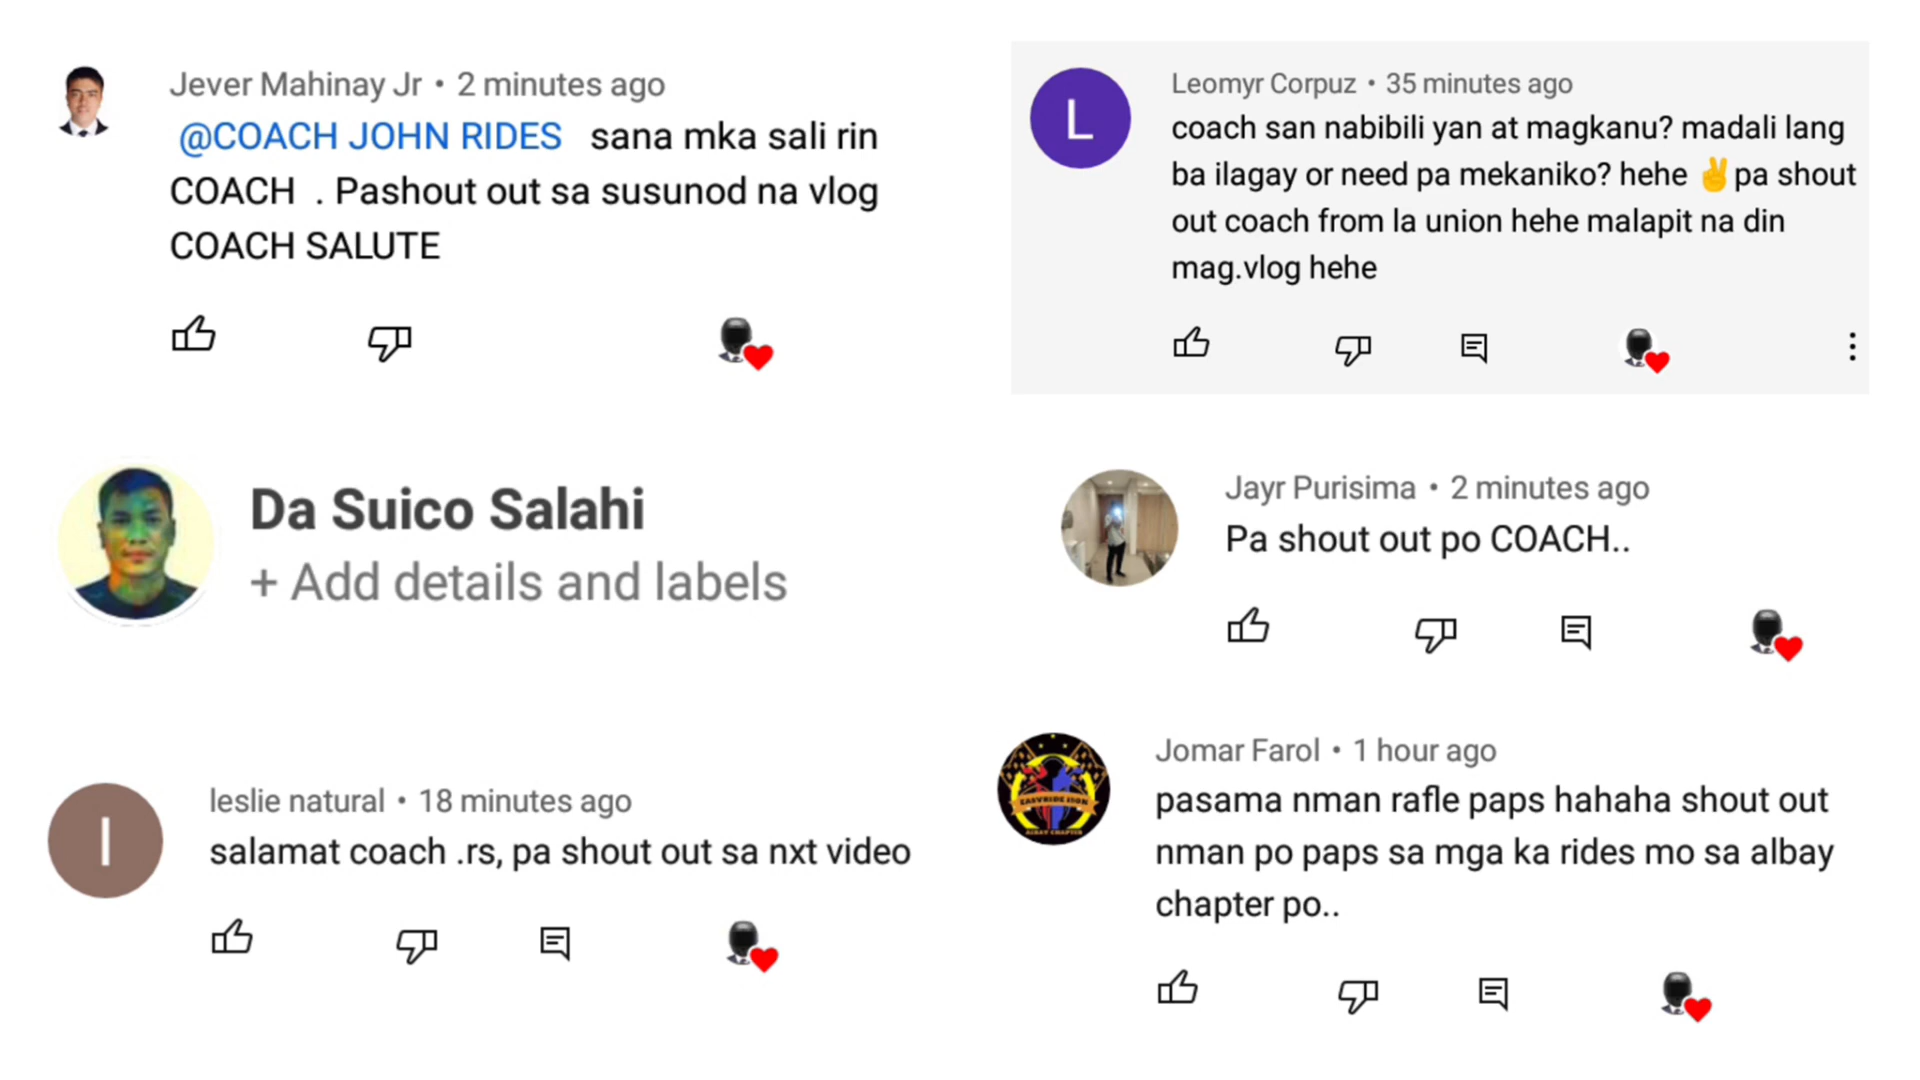 Jever Mahinay Jr • 2 minutes ago
@COACH JOHN RIDES sana mka sali rin
COACH . Pashout out sa susunod na vlog
COACH SALUTE
L
Leomyr Corpuz • 35 minutes ago
coach san nabibili yan at magkanu? madali lang
ba ilagay or need pa mekaniko? hehe ✌️pa shout
out coach from la union hehe malapit na din
mag.vlog hehe
Da Suico Salahi
+ Add details and labels
Jayr Purisima • 2 minutes ago
Pa shout out po COACH..
l
leslie natural • 18 minutes ago
salamat coach .rs, pa shout out sa nxt video
EASYRIDE 150N
ALBAY CHAPTER
Jomar Farol • 1 hour ago
pasama nman rafle paps hahaha shout out
nman po paps sa mga ka rides mo sa albay
chapter po..